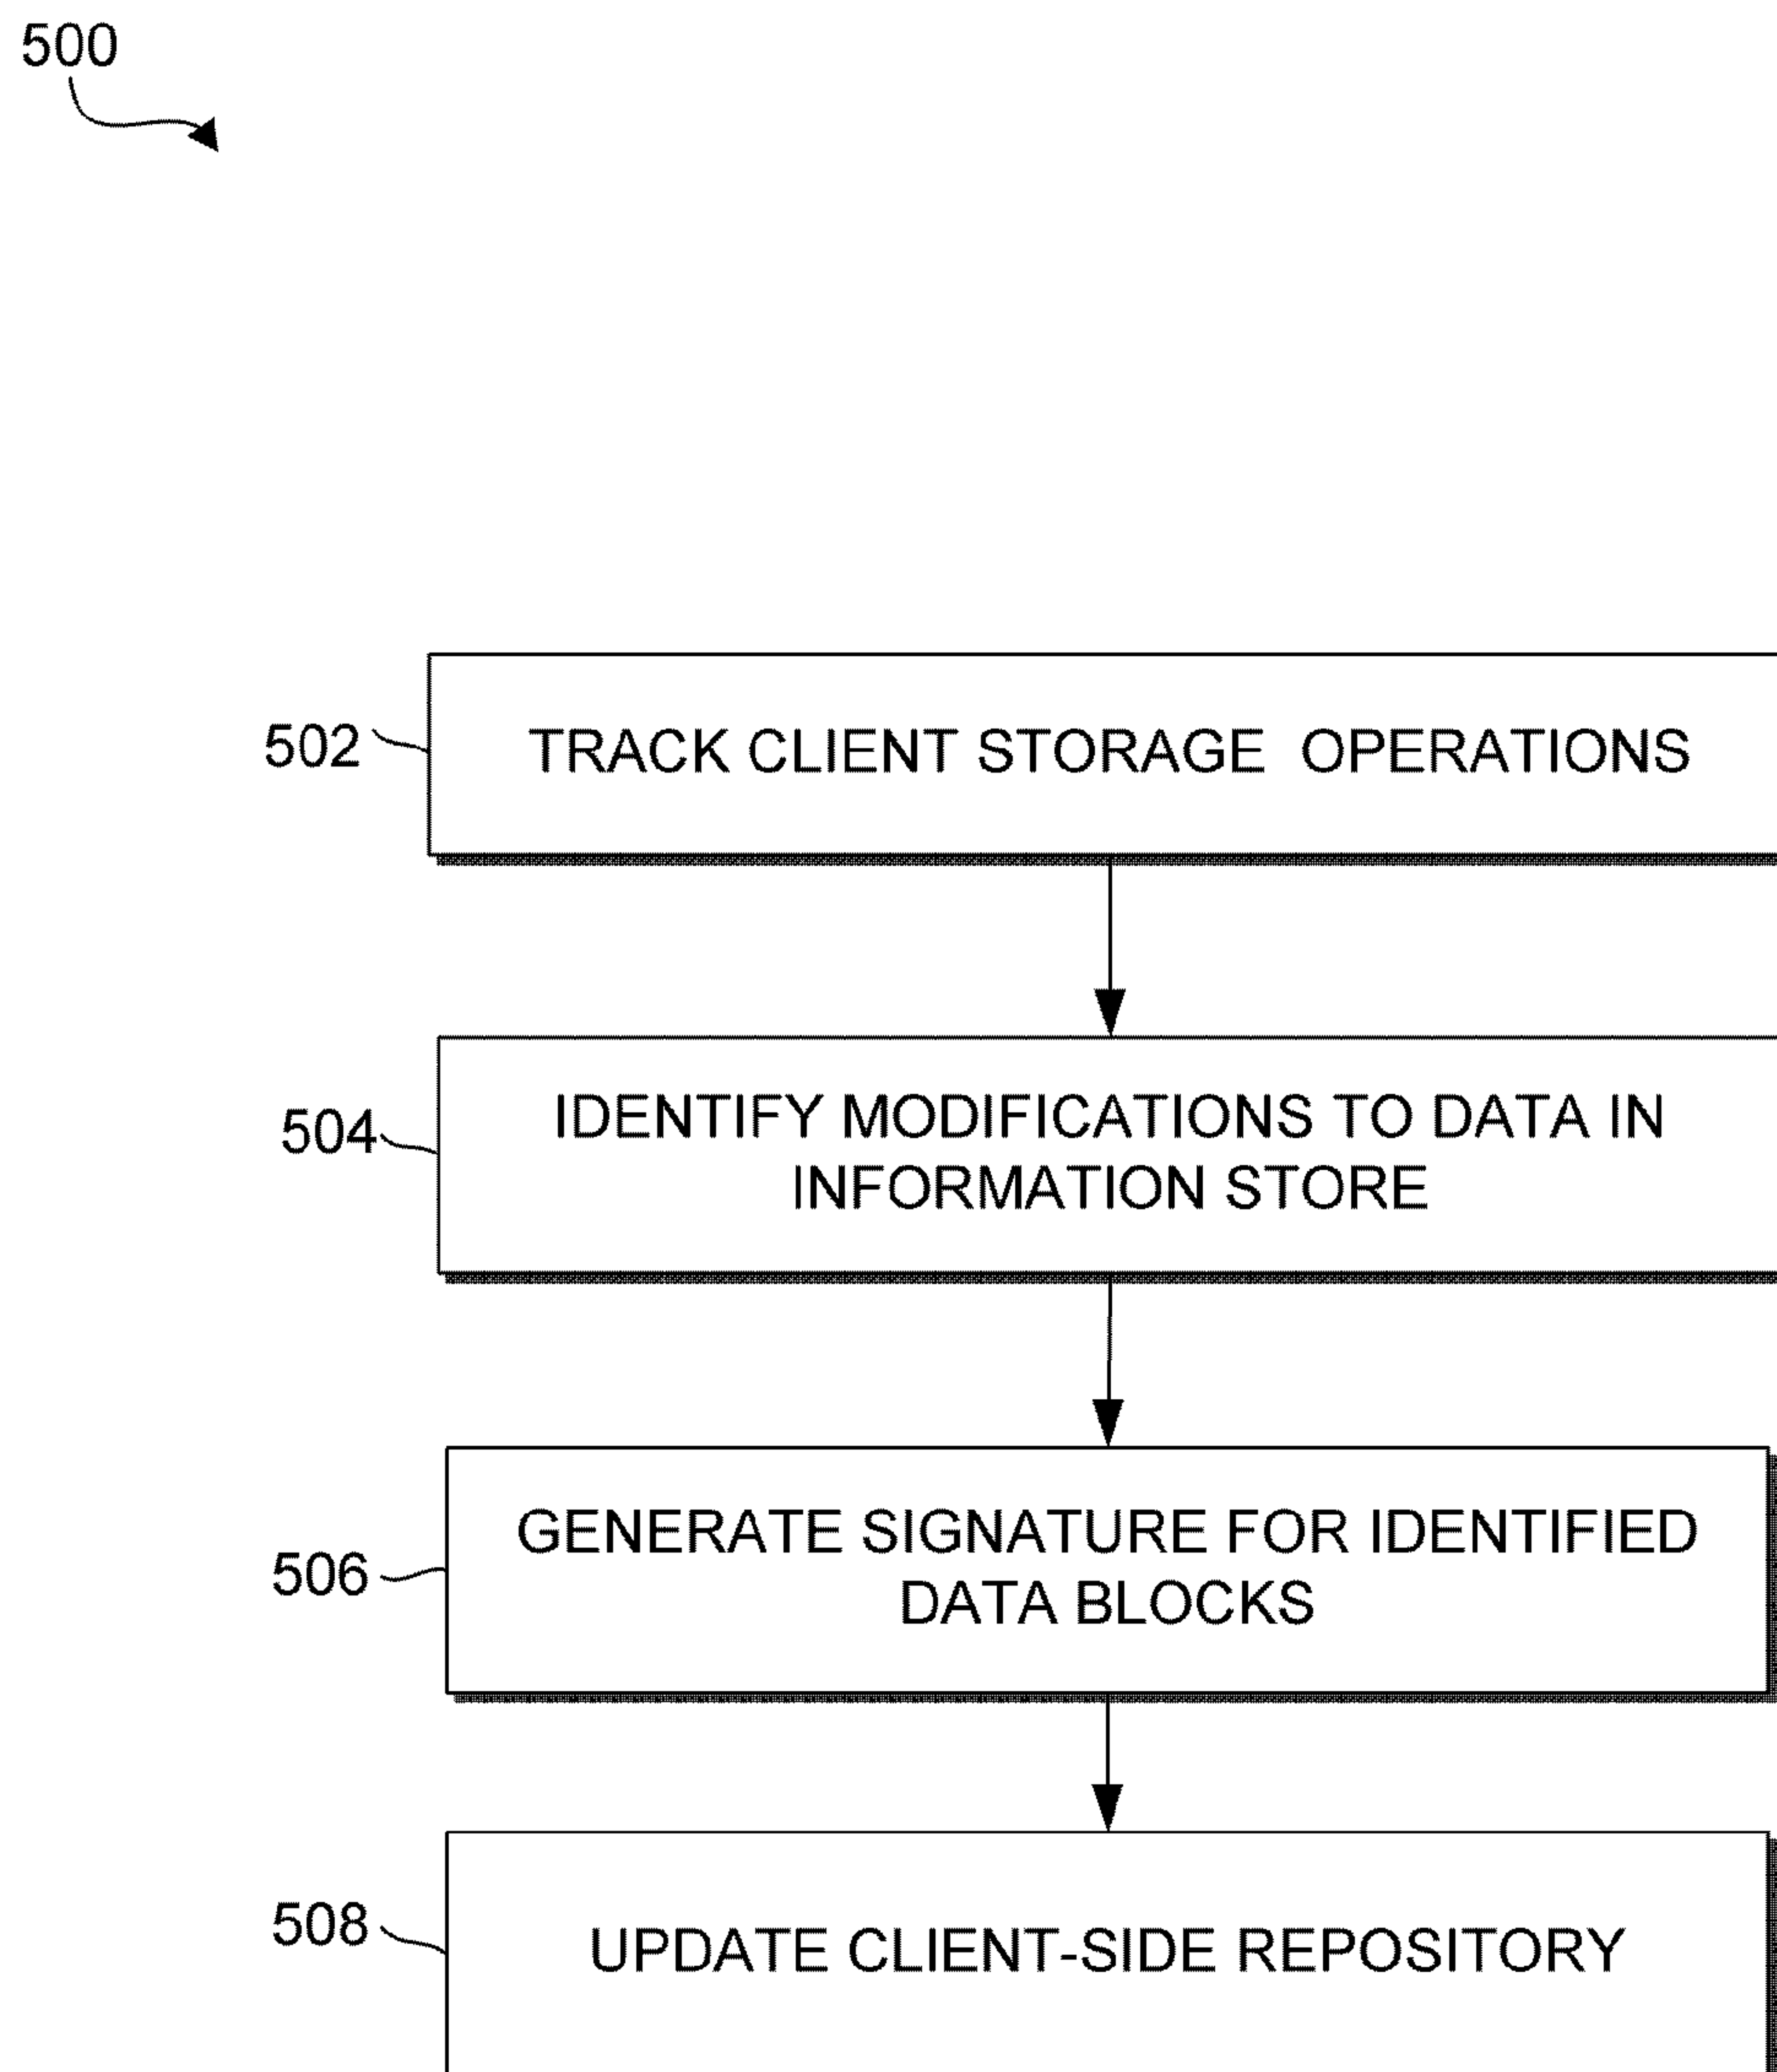 500
502
TRACK CLIENT STORAGE OPERATIONS
504
IDENTIFY MODIFICATIONS TO DATA IN
INFORMATION STORE
506
GENERATE SIGNATURE FOR IDENTIFIED
DATA BLOCKS
508
UPDATE CLIENT-SIDE REPOSITORY